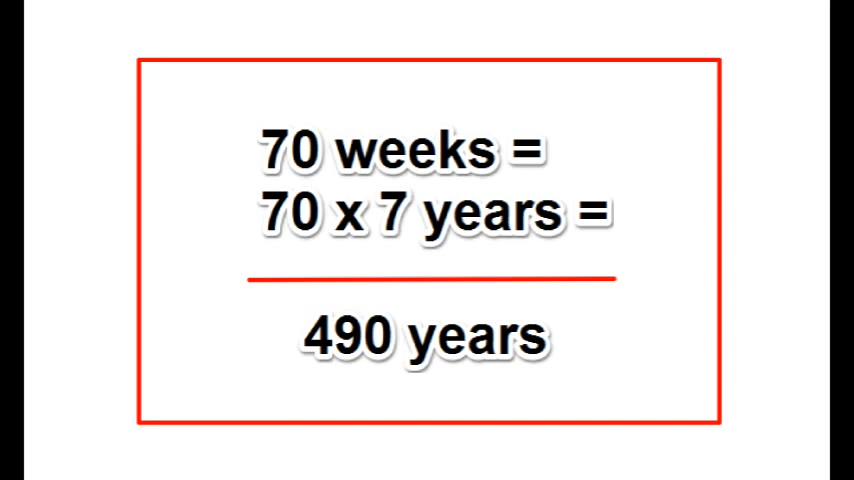 70 weeks =
70 x 7 years =
490 years